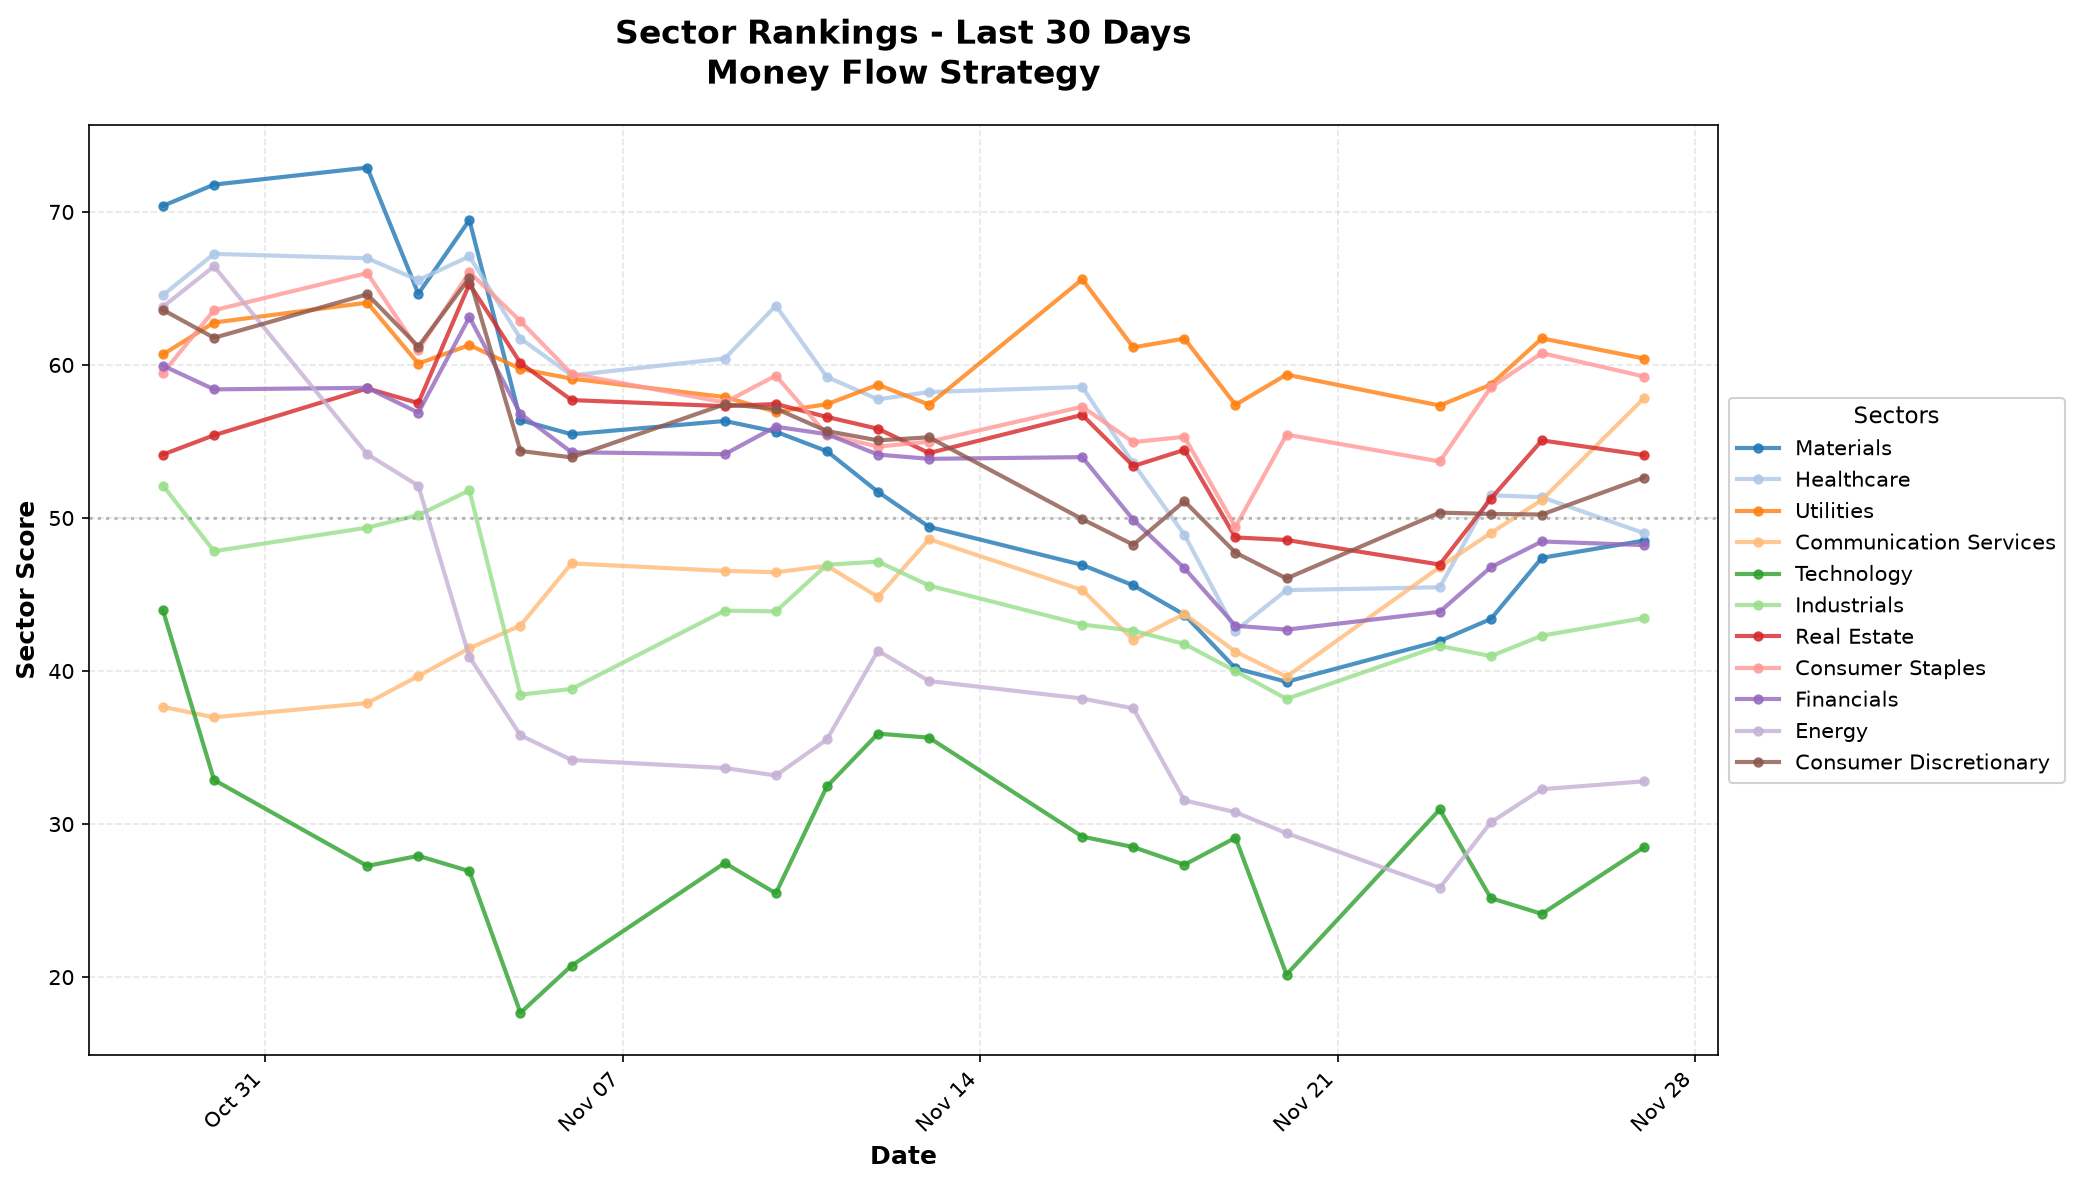 Sector Rankings - Last 30 Days
Money Flow Strategy
Sector Score
70
60
50
40
30
20
Oct 31
Nov 07
Nov 14
Nov 21
Nov 28
Date
Sectors
Materials
Healthcare
Utilities
Communication Services
Technology
Industrials
Real Estate
Consumer Staples
Financials
Energy
Consumer Discretionary